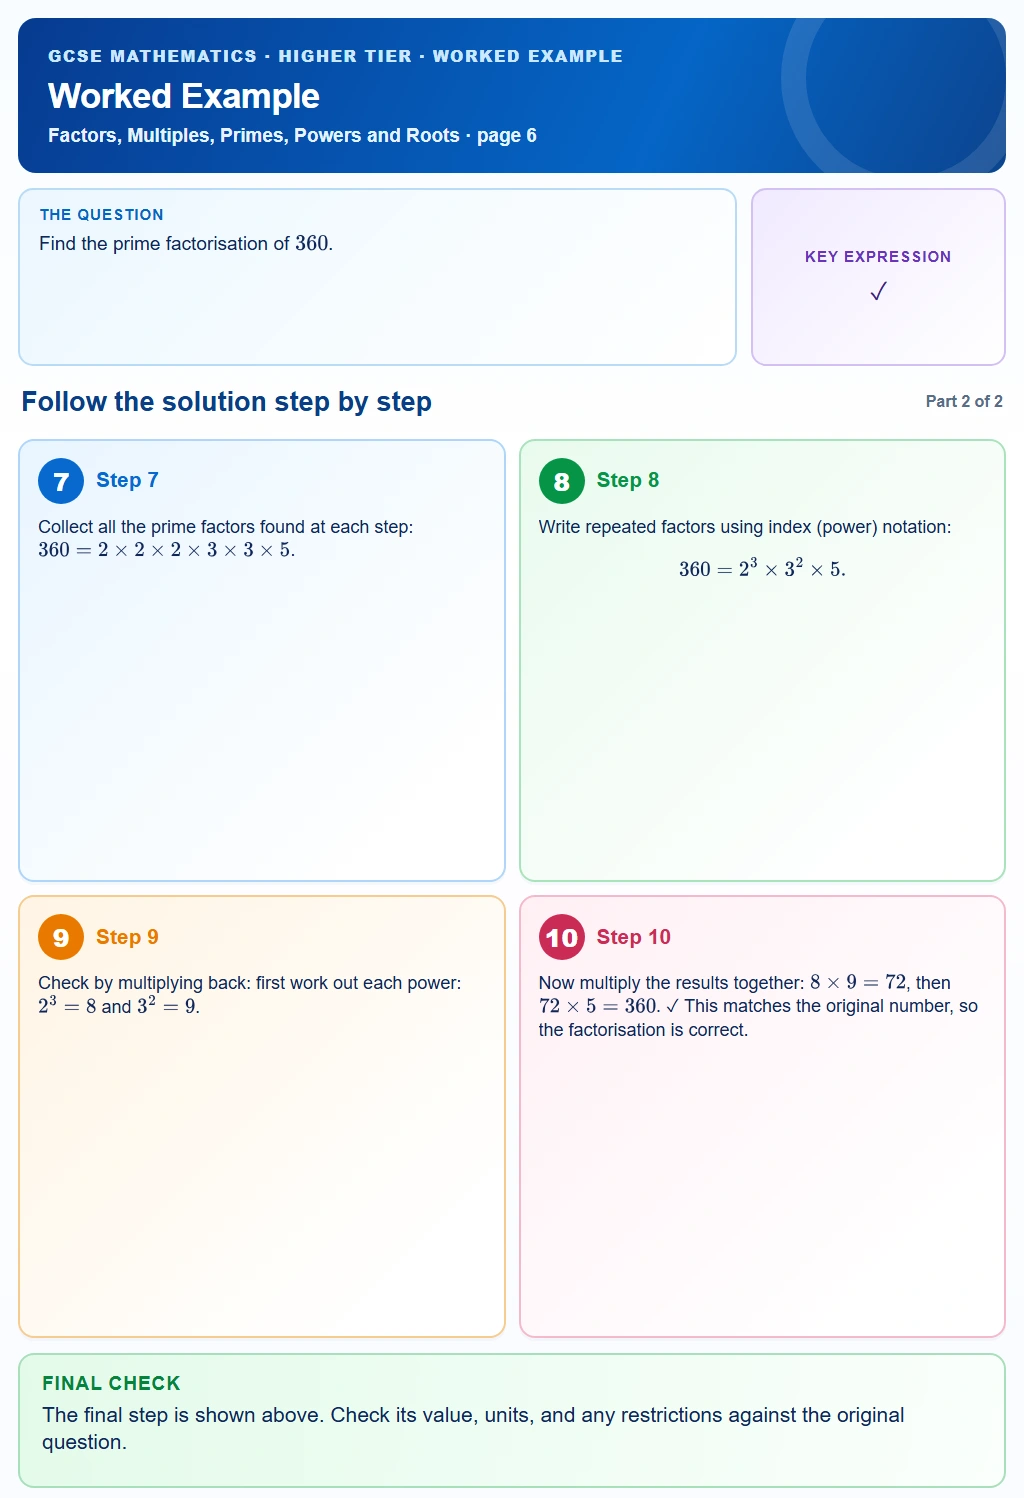 GCSE MATHEMATICS · HIGHER TIER · WORKED EXAMPLE
Worked Example
Factors, Multiples, Primes, Powers and Roots · page 6
THE QUESTION
Find the prime factorisation of 360.
KEY EXPRESSION
✓
Follow the solution step by step
Part 2 of 2
7 Step 7
Collect all the prime factors found at each step:
360 = 2 × 2 × 2 × 3 × 3 × 5.
8 Step 8
Write repeated factors using index (power) notation:
360 = 2³ × 3² × 5.
9 Step 9
Check by multiplying back: first work out each power:
2³ = 8 and 3² = 9.
10 Step 10
Now multiply the results together: 8 × 9 = 72, then
72 × 5 = 360. ✓ This matches the original number, so
the factorisation is correct.
FINAL CHECK
The final step is shown above. Check its value, units, and any restrictions against the original
question.